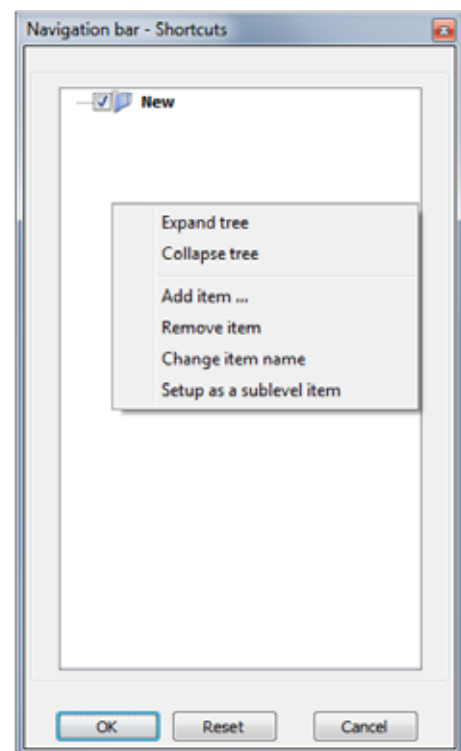 Navigation bar - Shortcuts
New
Expand tree
Collapse tree
Add item ...
Remove item
Change item name
Setup as a sublevel item
OK Reset Cancel